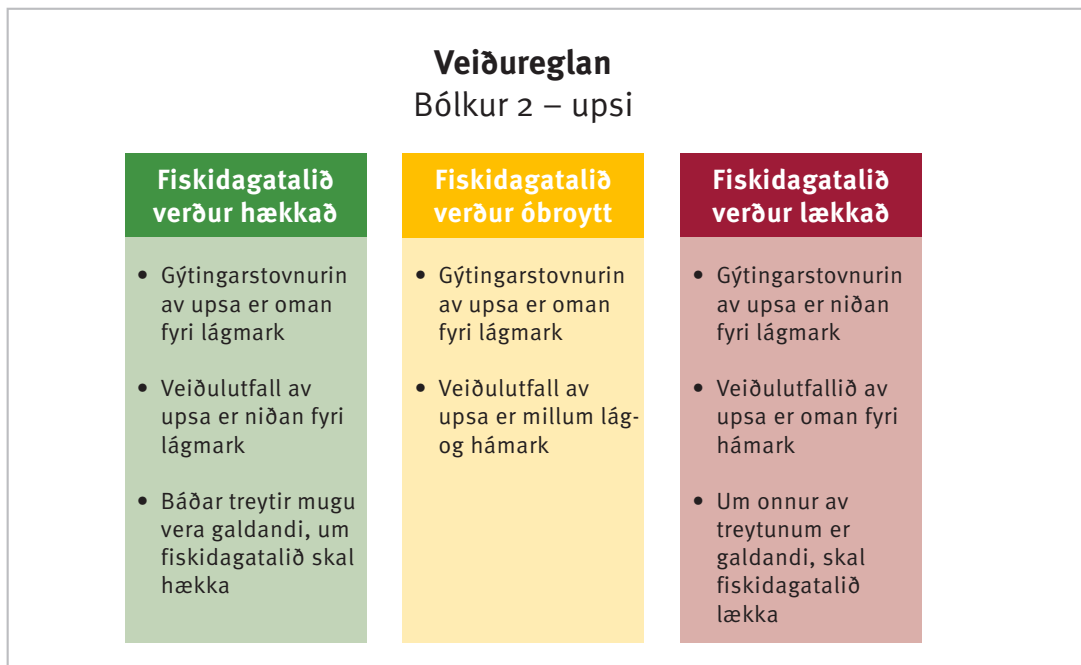 Veiðureglan
Bólkur 2 – upsi
Fiskidagatalið
verður hækkað
• Gýtingarstovnurin
av upsa er oman
fyri lágmark
• Veiðulutfall av
upsa er niðan fyri
lágmark
• Báðar treytir mugu
vera galdandi, um
fiskidagatalið skal
hækka
Fiskidagatalið
verður óbroytt
• Gýtingarstovnurin
av upsa er oman
fyri lágmark
• Veiðulutfall av
upsa er millum lág-
og hámark
Fiskidagatalið
verður lækkað
• Gýtingarstovnurin
av upsa er niðan
fyri lágmark
• Veiðulutfallið av
upsa er oman fyri
hámark
• Um onnur av
treytunum er
galdandi, skal
fiskidagatalið
lækka